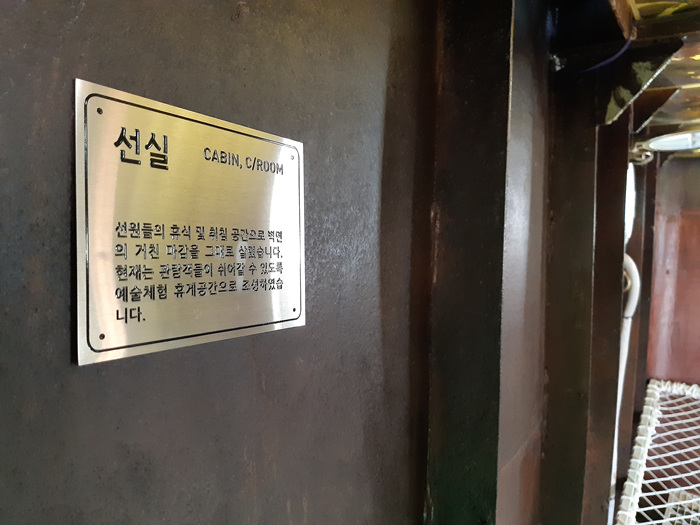 선실
CABIN, C/ROOM
선원들의 휴식 및 취침 공간으로 벽면
의 거친 마감을 그대로 살렸습니다.
현재는 관람객들이 쉬어갈 수 있도록
예술체험 휴게공간으로 조성하였습
니다.